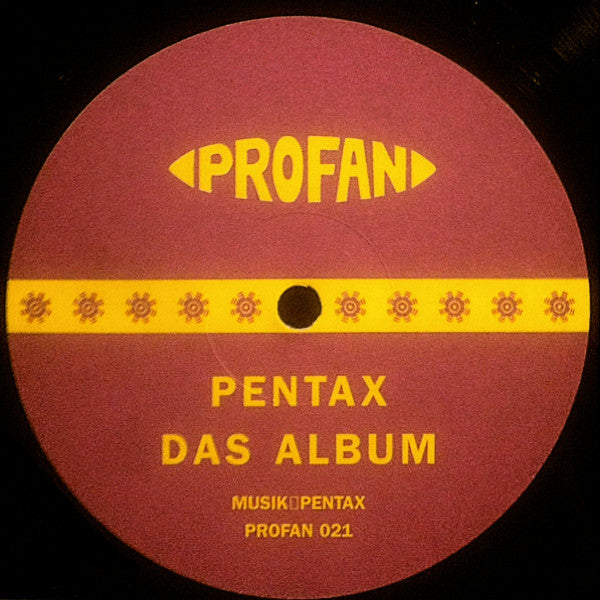 PROFAN
PENTAX
DAS ALBUM
MUSIK▯PENTAX
PROFAN 021